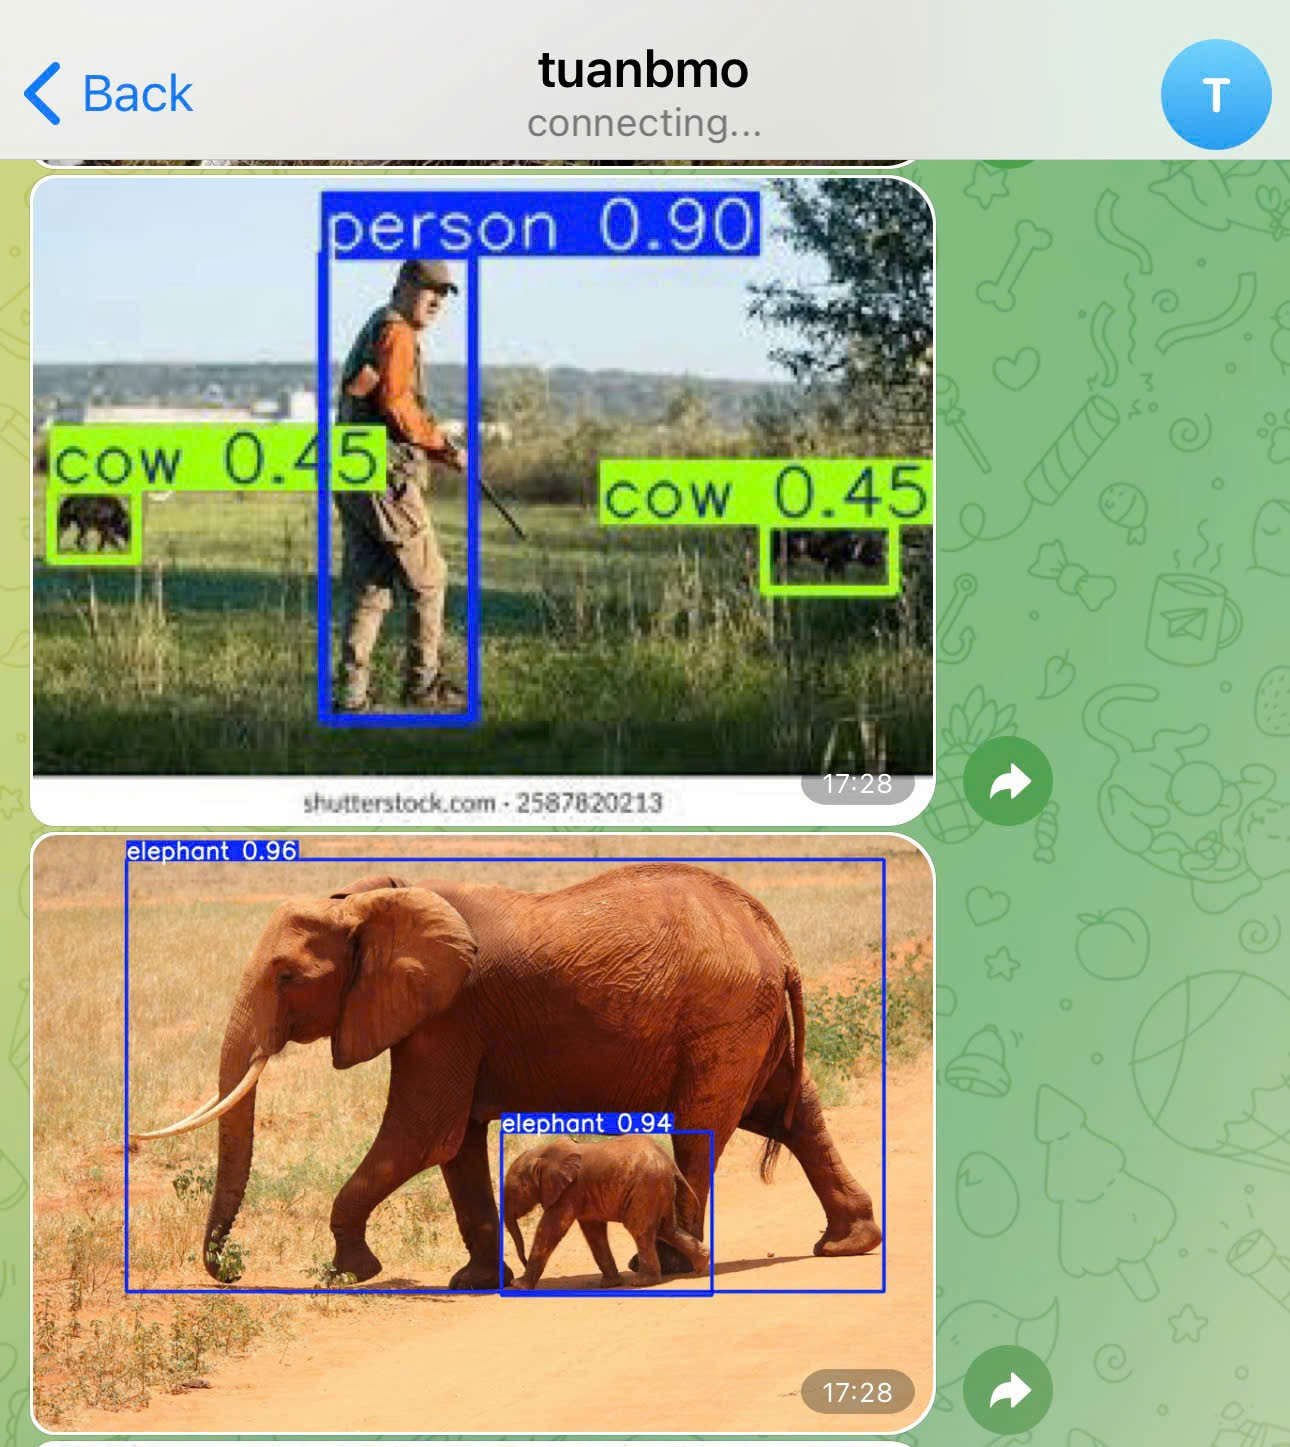 Back
tuanbmo
connecting...
T
person 0.90
cow 0.45
cow 0.45
17:28
shutterstock.com · 2587820213
elephant 0.96
elephant 0.94
17:28